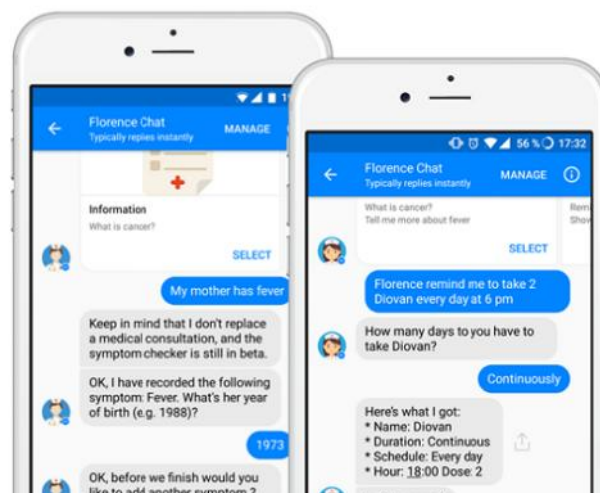 Florence Chat
Typically replies instantly
MANAGE
Information
What is cancer?
SELECT
My mother has fever
Keep in mind that I don't replace
a medical consultation, and the
symptom checker is still in beta.
OK, I have recorded the following
symptom: Fever. What's her year
of birth (e.g. 1988)?
1973
OK, before we finish would you
like to add another symptom ?
56 % 17:32
Florence Chat
Typically replies instantly
MANAGE
What is cancer?
Tell me more about fever
SELECT
Florence remind me to take 2
Diovan every day at 6 pm
How many days to you have to
take Diovan?
Continuously
Here's what I got:
* Name: Diovan
* Duration: Continuous
* Schedule: Every day
* Hour: 18:00 Dose: 2